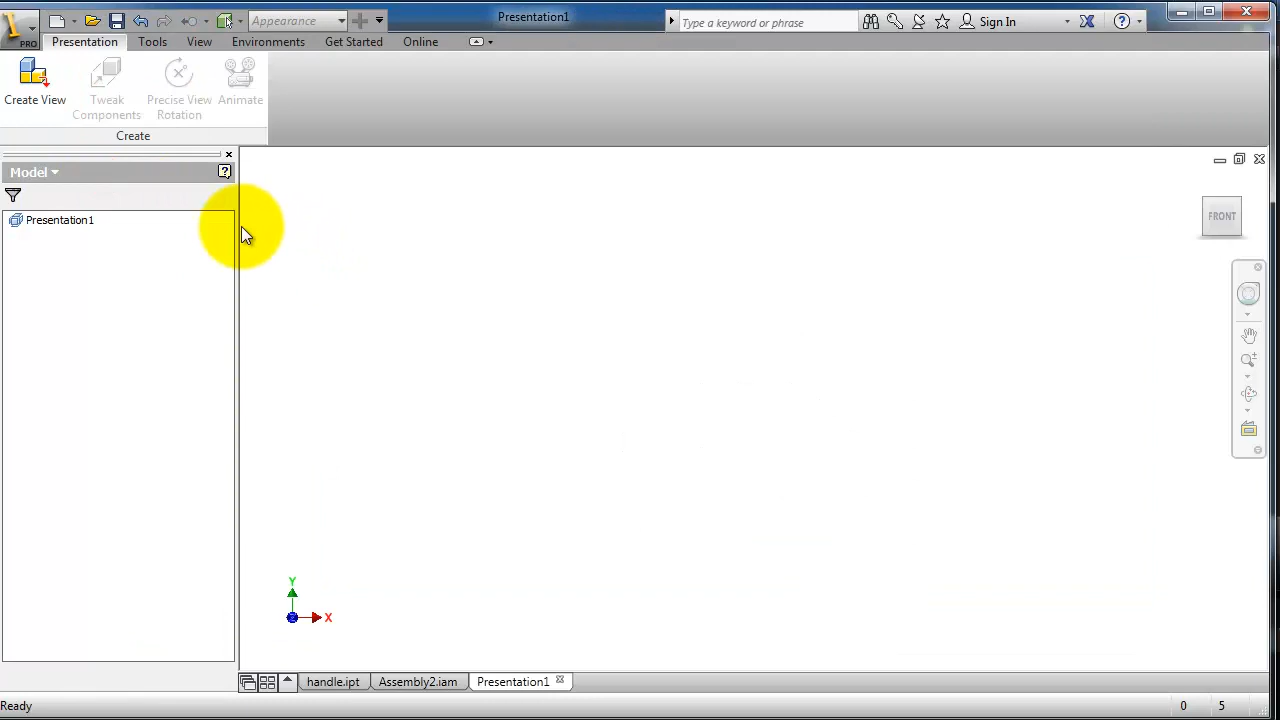 Appearance
Presentation1
Type a keyword or phrase
Sign In
PRO
Presentation
Tools
View
Environments
Get Started
Online
Create View
Tweak
Components
Precise View
Rotation
Animate
Create
Model
Presentation1
FRONT
Y
X
handle.ipt
Assembly2.iam
Presentation1
Ready
0
5